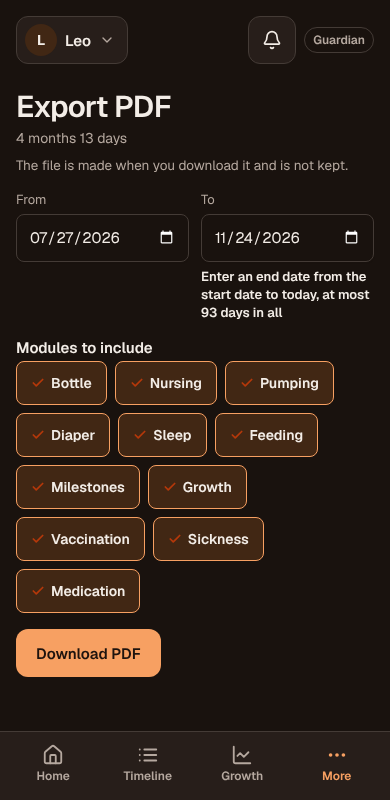 L Leo
Guardian
Export PDF
4 months 13 days
The file is made when you download it and is not kept.
From To
07/27/2026 11/24/2026
Enter an end date from the
start date to today, at most
93 days in all
Modules to include
Bottle Nursing Pumping
Diaper Sleep Feeding
Milestones Growth
Vaccination Sickness
Medication
Download PDF
Home Timeline Growth More